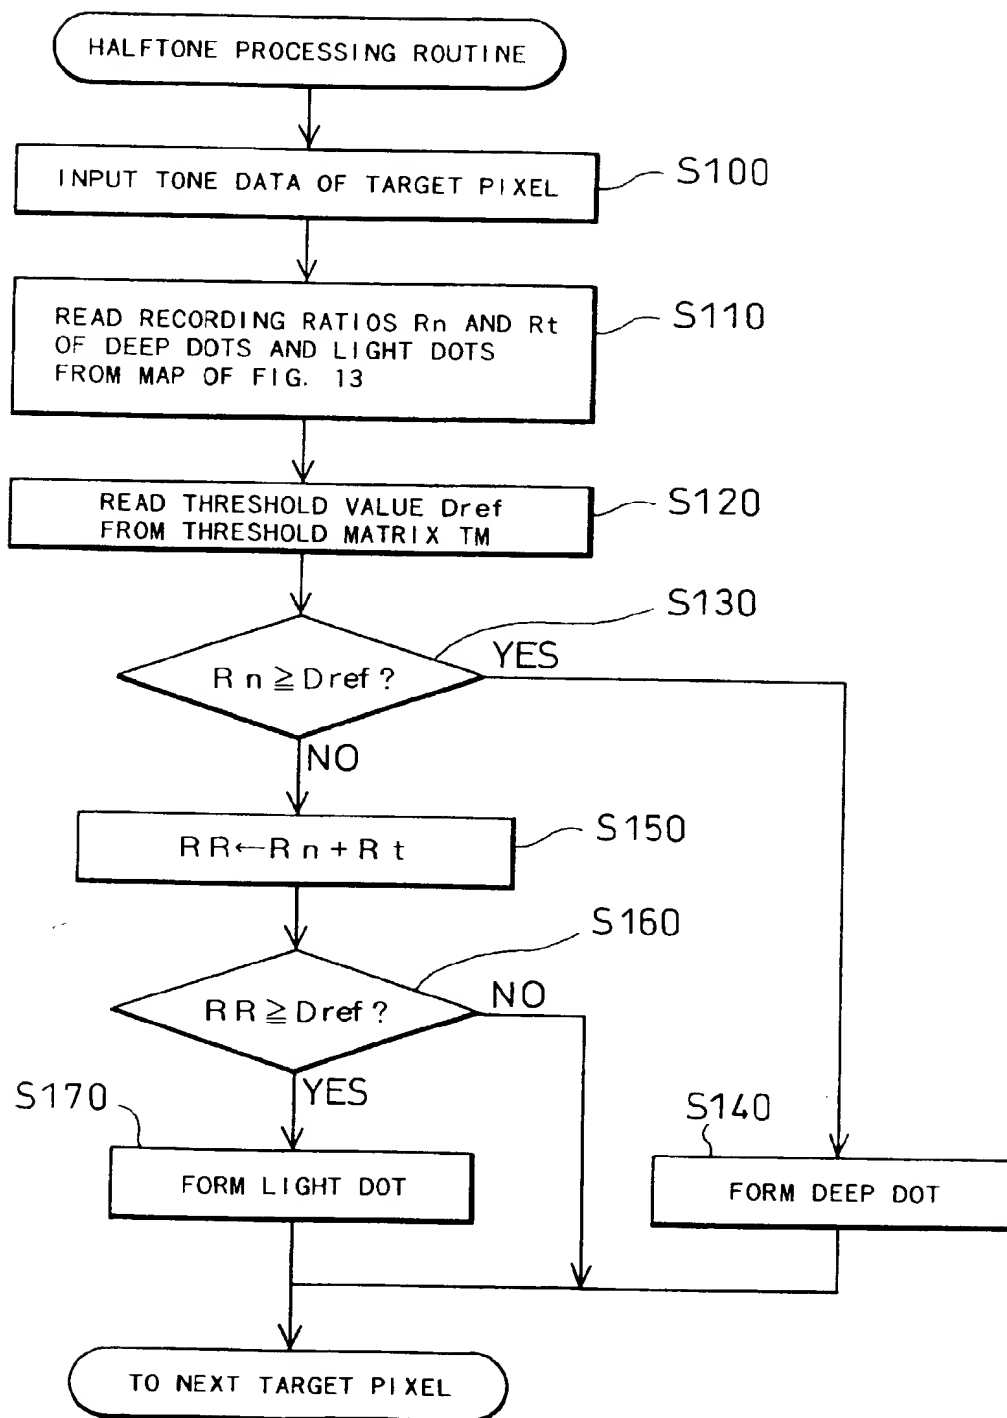 HALFTONE PROCESSING ROUTINE
INPUT TONE DATA OF TARGET PIXEL
S100
READ RECORDING RATIOS Rn AND Rt
OF DEEP DOTS AND LIGHT DOTS
FROM MAP OF FIG. 13
S110
READ THRESHOLD VALUE Dref
FROM THRESHOLD MATRIX TM
S120
S130
Rn ≧ Dref?
YES
NO
RR←Rn+Rt
S150
S160
RR ≧ Dref?
NO
YES
S170
S140
FORM LIGHT DOT
FORM DEEP DOT
TO NEXT TARGET PIXEL